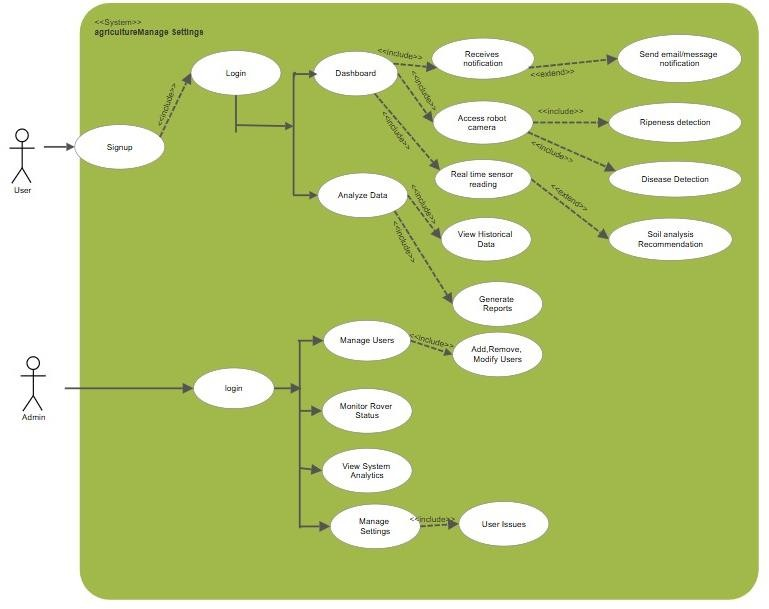 <<System>>
agricultureManage Settings
<<include>>
Receives
notification
Send email/message
notification
<<extend>>
Login
Dashboard
<<include>>
<<include>>
<<include>>
Access robot
camera
<<include>>
Ripeness detection
<<include>>
<<include>>
Signup
User
Real time sensor
reading
Disease Detection
Analyze Data
<<include>>
<<extend>>
<<include>>
View Historical
Data
Soil analysis
Recommendation
Generate
Reports
Manage Users
<<include>>
Add,Remove,
Modify Users
login
Admin
Monitor Rover
Status
View System
Analytics
Manage
Settings
<<include>>
User Issues